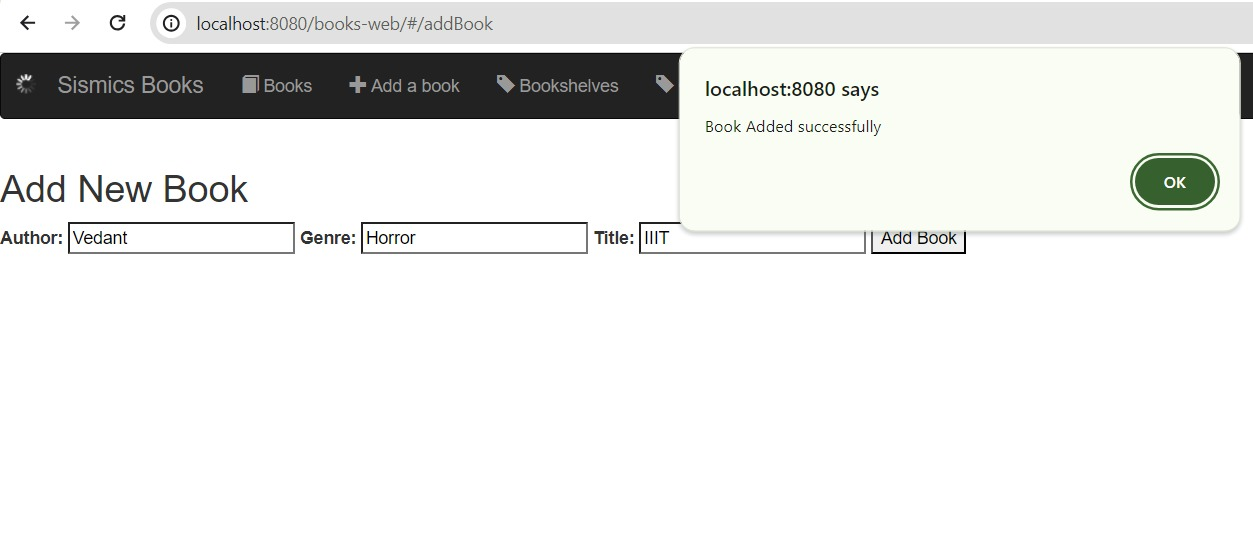 localhost:8080/books-web/#/addBook
Sismics Books Books Add a book Bookshelves
localhost:8080 says
Book Added successfully
OK
Add New Book
Author: Vedant Genre: Horror Title: IIIT Add Book